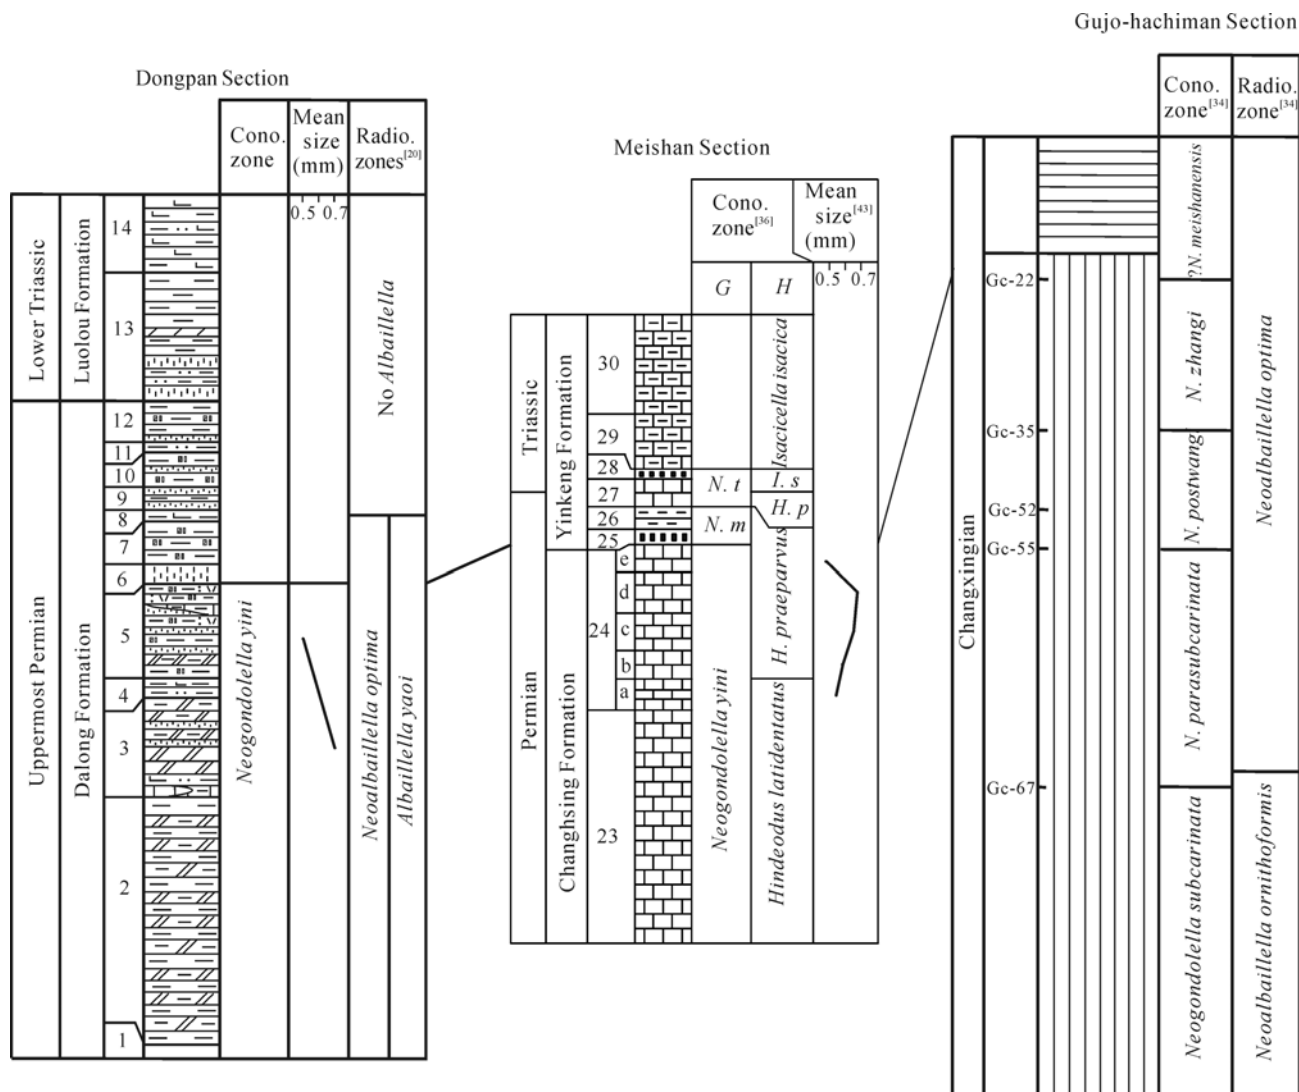 Gujo-hachiman Section
Dongpan Section
Meishan Section
Cono.
zone
Mean
size
(mm)
Radio.
zones[20]
0.5 0.7
Lower Triassic
Uppermost Permian
Luolou Formation
Dalong Formation
14
13
12
11
10
9
8
7
6
5
4
3
2
1
Neogondolella yini
No Albaillella
Neoalbaillella optima
Albaillella yaoi
Cono.
zone[36]
Mean
size[43]
(mm)
G
H
0.5 0.7
Triassic
Permian
Yinkeng Formation
Changhsing Formation
30
29
28
27
26
25
24
e
d
c
b
a
23
N. t
N. m
Neogondolella yini
Isacicella isacica
I. s
H. p
H. praeparvus
Hindeodus latidentatus
Cono.
zone[34]
Radio.
zone[34]
Changxingian
Gc-22
Gc-35
Gc-52
Gc-55
Gc-67
?N. meishanensis
N. zhangi
N. postwangi
N. parasubcarinata
Neogondolella subcarinata
Neoalbaillella optima
Neoalbaillella ornithoformis